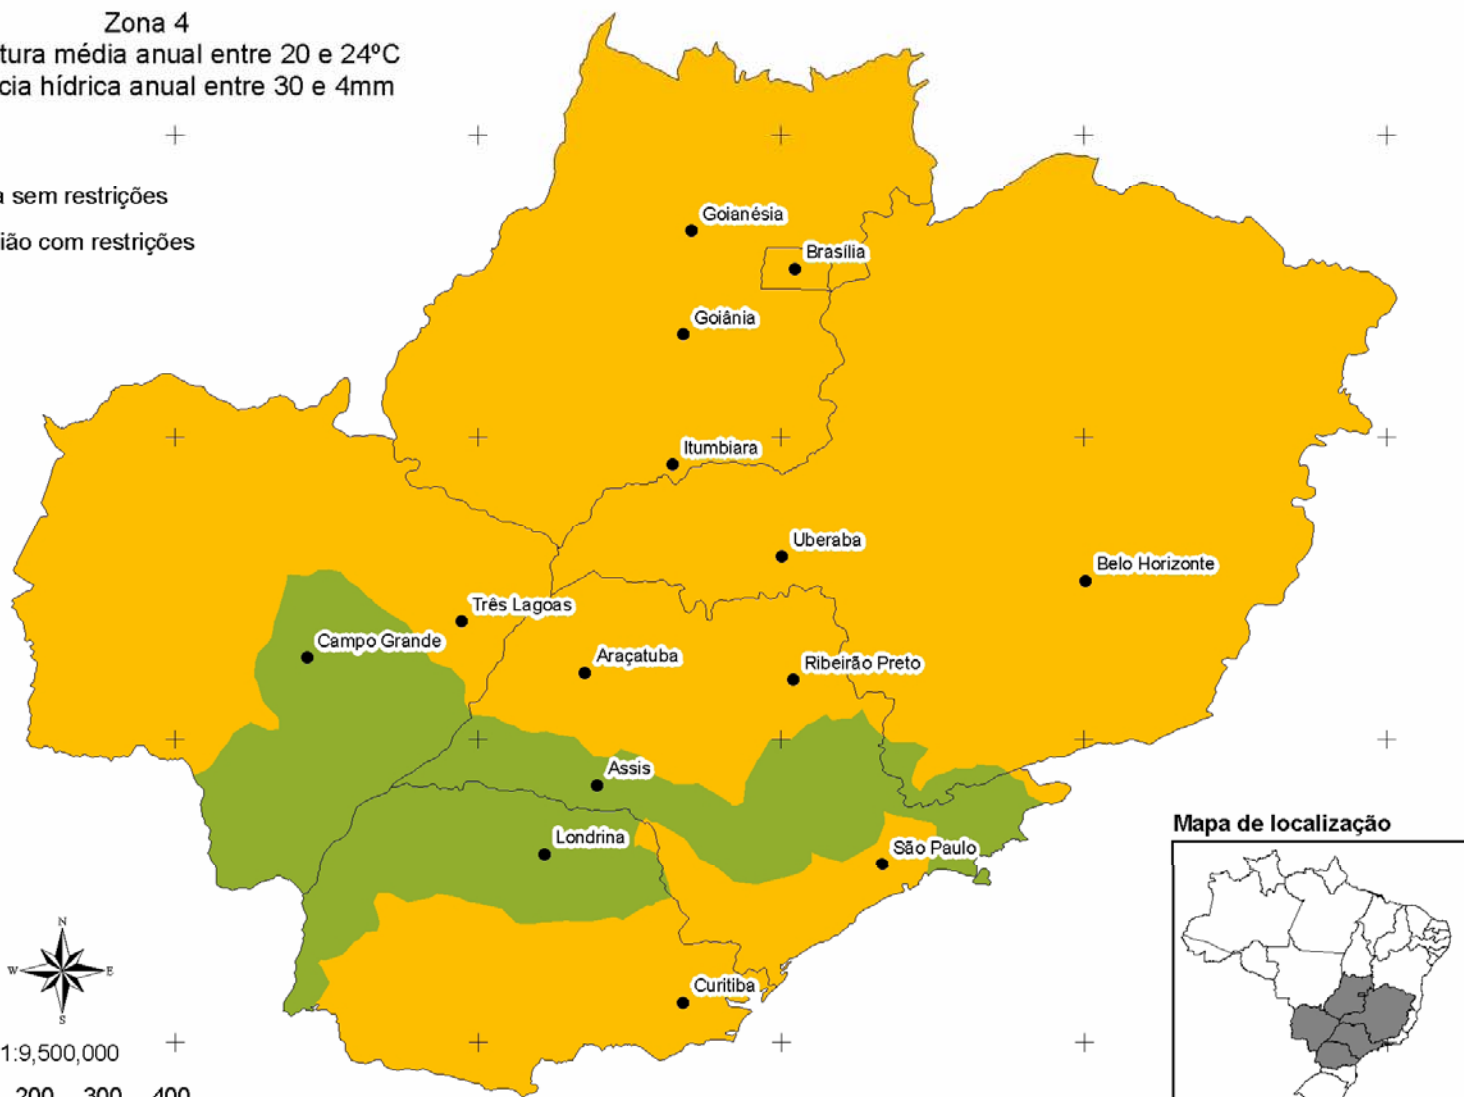 Zona 4
tura média anual entre 20 e 24ºC
cia hídrica anual entre 30 e 4mm
a sem restrições
ião com restrições
Goianésia
Brasília
Goiânia
Itumbiara
Uberaba
Belo Horizonte
Três Lagoas
Campo Grande
Araçatuba
Ribeirão Preto
Assis
Londrina
São Paulo
Curitiba
Mapa de localização
N
W
E
S
1:9,500,000
200 300 400